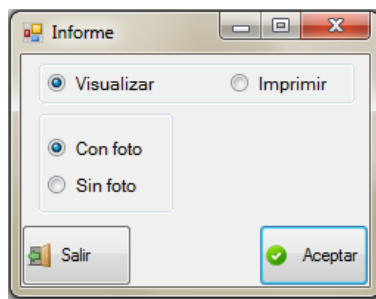 Informe
Visualizar Imprimir
Con foto
Sin foto
Salir Aceptar